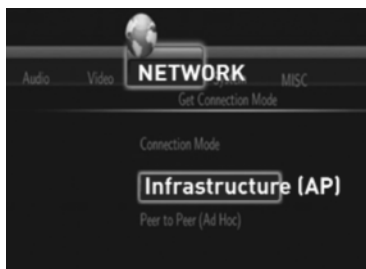 Audio Video NETWORK MISC
Get Connection Mode
Connection Mode
Infrastructure (AP)
Peer to Peer (Ad Hoc)